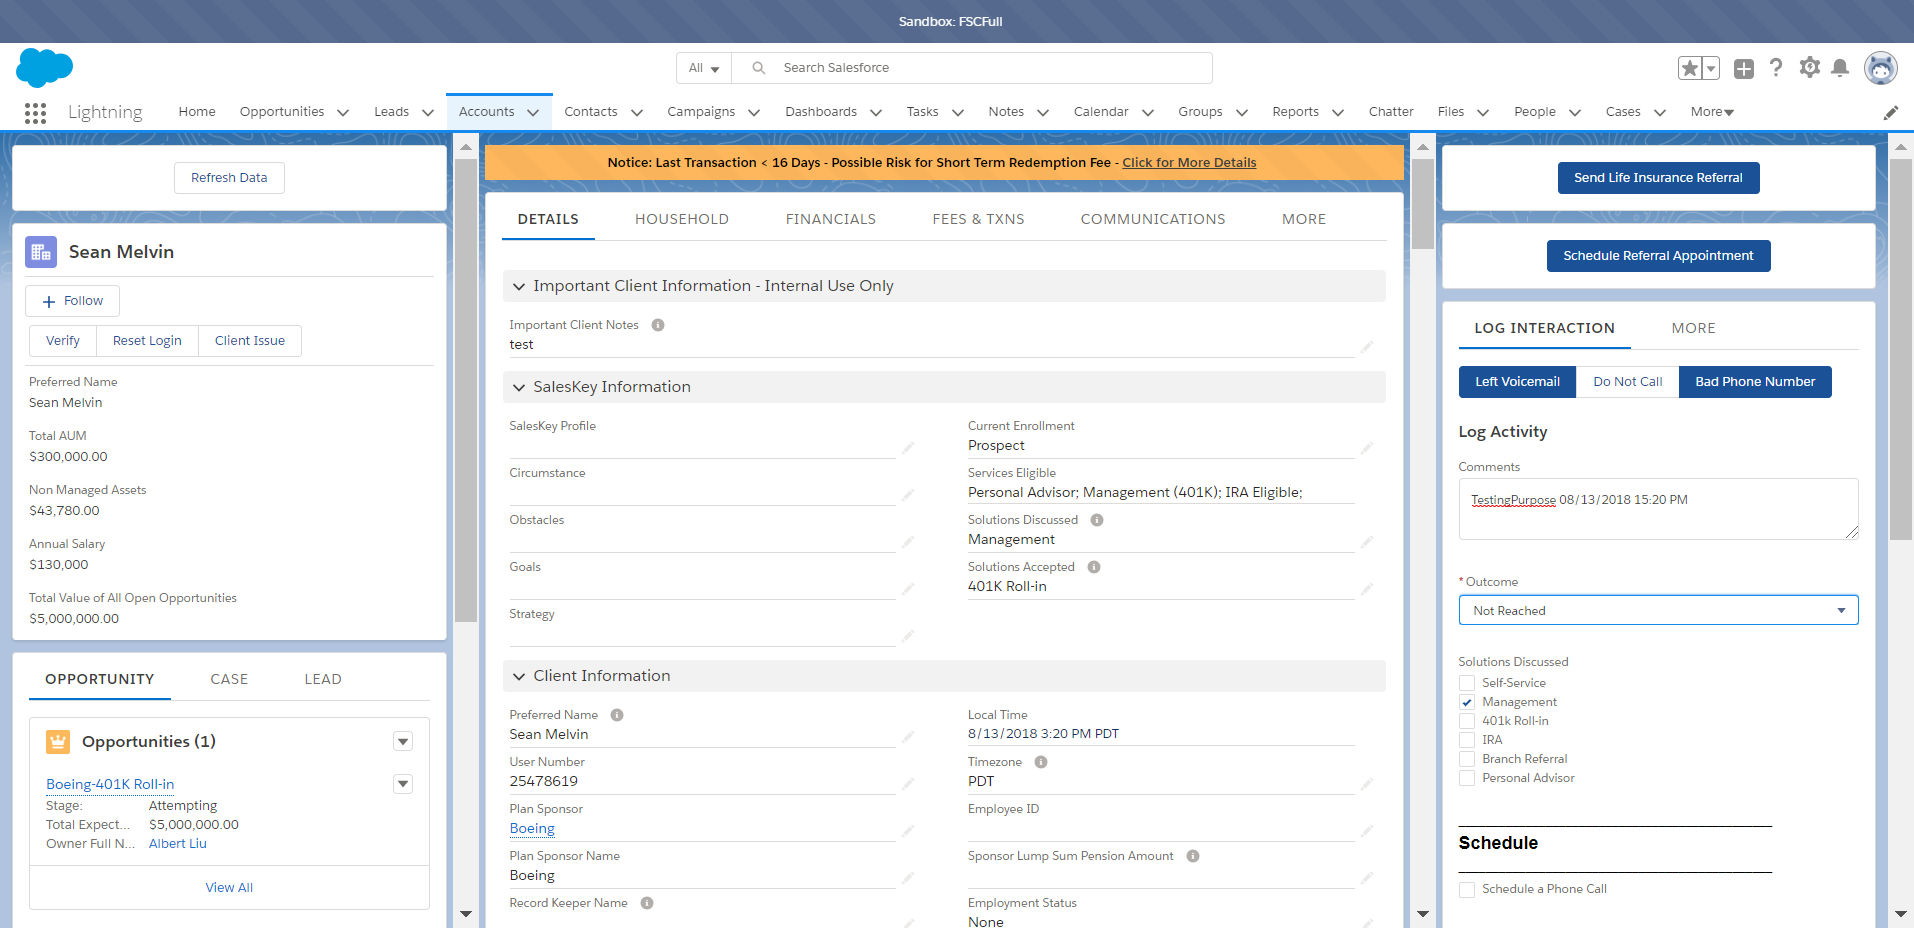 Sandbox: FSCFull
All
Search Salesforce
Lightning
Home Opportunities Leads Accounts Contacts Campaigns Dashboards Tasks Notes Calendar Groups Reports Chatter Files People Cases More
Refresh Data
Sean Melvin
Follow
Verify Reset Login Client Issue
Preferred Name
Sean Melvin
Total AUM
$300,000.00
Non Managed Assets
$43,780.00
Annual Salary
$130,000
Total Value of All Open Opportunities
$5,000,000.00
OPPORTUNITY CASE LEAD
Opportunities (1)
Boeing-401K Roll-in
Stage: Attempting
Total Expect... $5,000,000.00
Owner Full N... Albert Liu
View All
Notice: Last Transaction < 16 Days - Possible Risk for Short Term Redemption Fee - Click for More Details
DETAILS HOUSEHOLD FINANCIALS FEES & TXNS COMMUNICATIONS MORE
Important Client Information - Internal Use Only
Important Client Notes
test
SalesKey Information
SalesKey Profile
Circumstance
Obstacles
Goals
Strategy
Current Enrollment
Prospect
Services Eligible
Personal Advisor; Management (401K); IRA Eligible;
Solutions Discussed
Management
Solutions Accepted
401K Roll-in
Client Information
Preferred Name
Sean Melvin
User Number
25478619
Plan Sponsor
Boeing
Plan Sponsor Name
Boeing
Record Keeper Name
Local Time
8/13/2018 3:20 PM PDT
Timezone
PDT
Employee ID
Sponsor Lump Sum Pension Amount
Employment Status
None
Send Life Insurance Referral
Schedule Referral Appointment
LOG INTERACTION MORE
Left Voicemail Do Not Call Bad Phone Number
Log Activity
Comments
TestingPurpose 08/13/2018 15:20 PM
* Outcome
Not Reached
Solutions Discussed
Self-Service
Management
401k Roll-in
IRA
Branch Referral
Personal Advisor
Schedule
Schedule a Phone Call